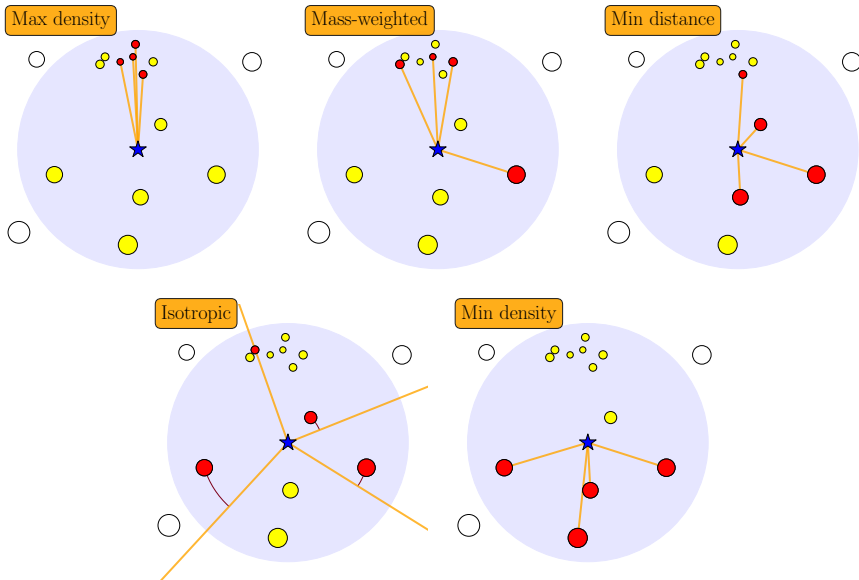 Max density
Mass-weighted
Min distance
Isotropic
Min density